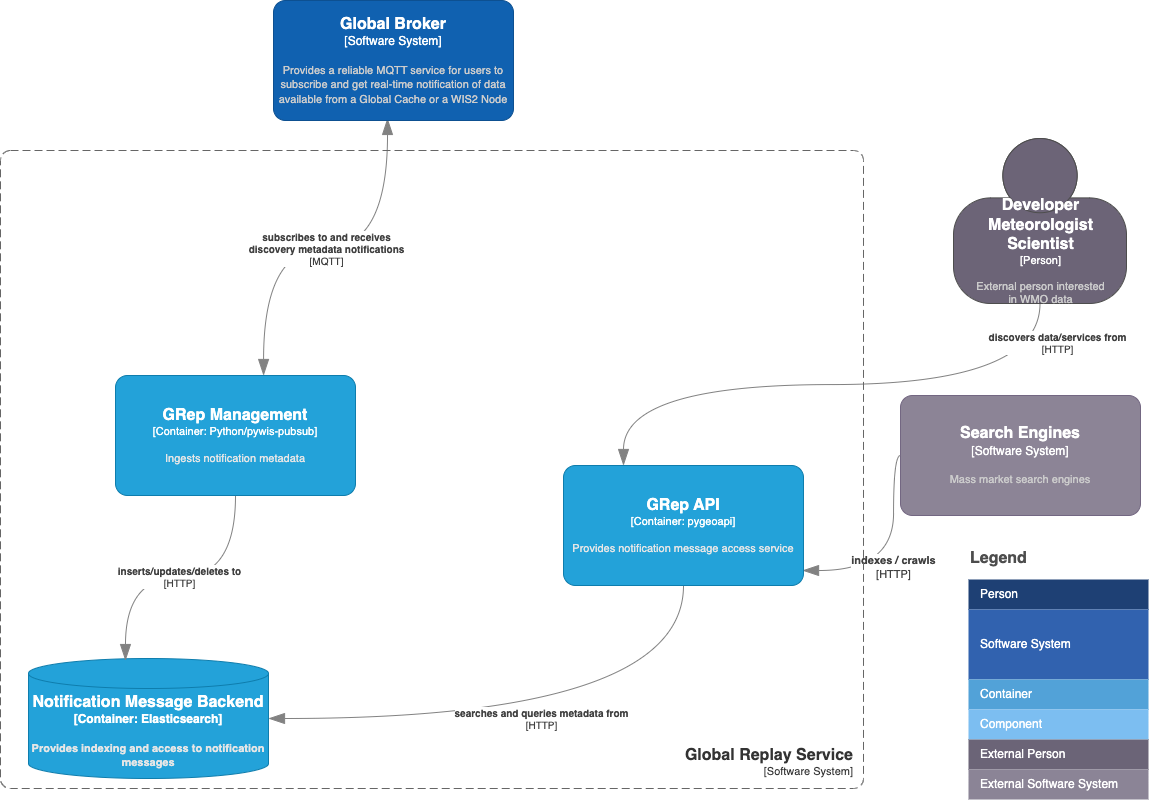 Global Broker
[Software System]
Provides a reliable MQTT service for users to
subscribe and get real-time notification of data
available from a Global Cache or a WIS2 Node
subscribes to and receives
discovery metadata notifications
[MQTT]
Developer
Meteorologist
Scientist
[Person]
External person interested
in WMO data
discovers data/services from
[HTTP]
GRep Management
[Container: Python/pywis-pubsub]
Ingests notification metadata
Search Engines
[Software System]
Mass market search engines
GRep API
[Container: pygeoapi]
Provides notification message access service
indexes / crawls
[HTTP]
inserts/updates/deletes to
[HTTP]
Notification Message Backend
[Container: Elasticsearch]
Provides indexing and access to notification
messages
searches and queries metadata from
[HTTP]
Global Replay Service
[Software System]
Legend
Person
Software System
Container
Component
External Person
External Software System